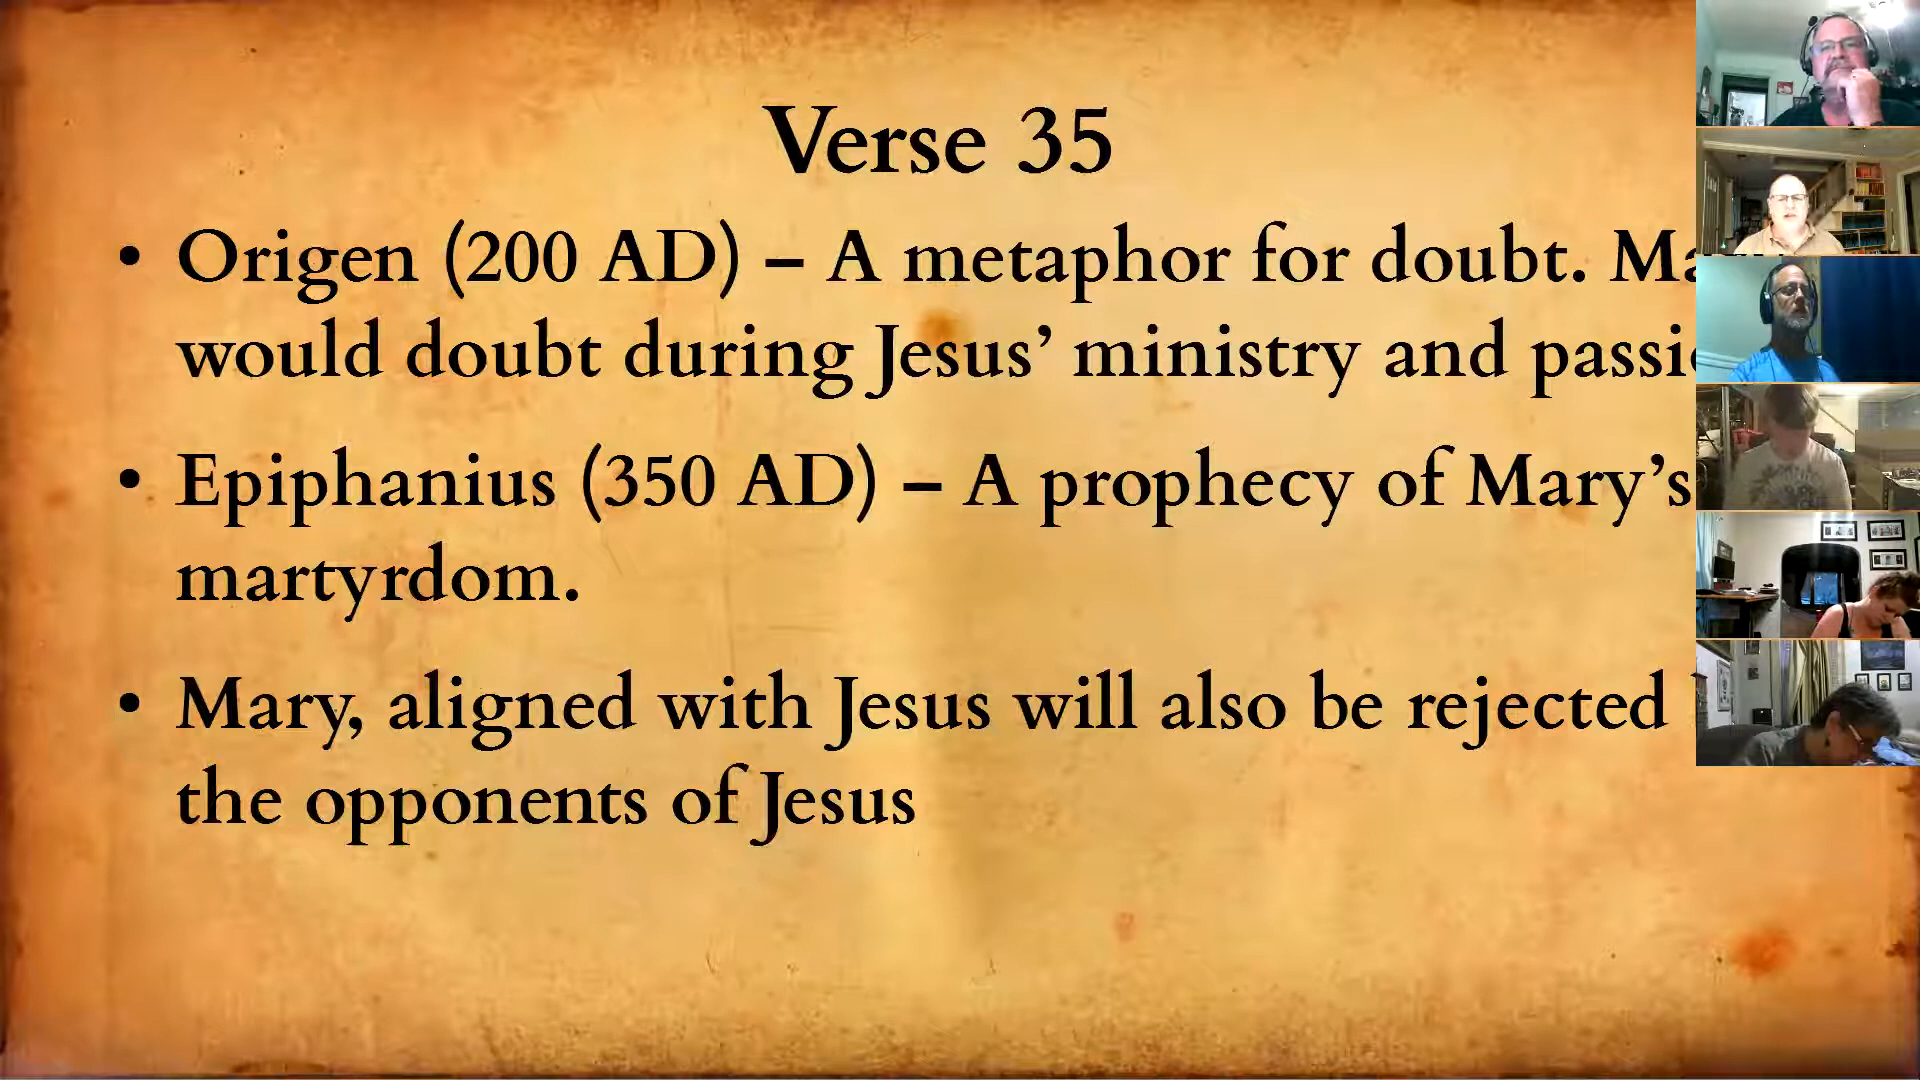 Verse 35
• Origen (200 AD) – A metaphor for doubt.
would doubt during Jesus’ ministry and
• Epiphanius (350 AD) – A prophecy of Mary’s
martyrdom.
• Mary, aligned with Jesus will also be rejected
the opponents of Jesus